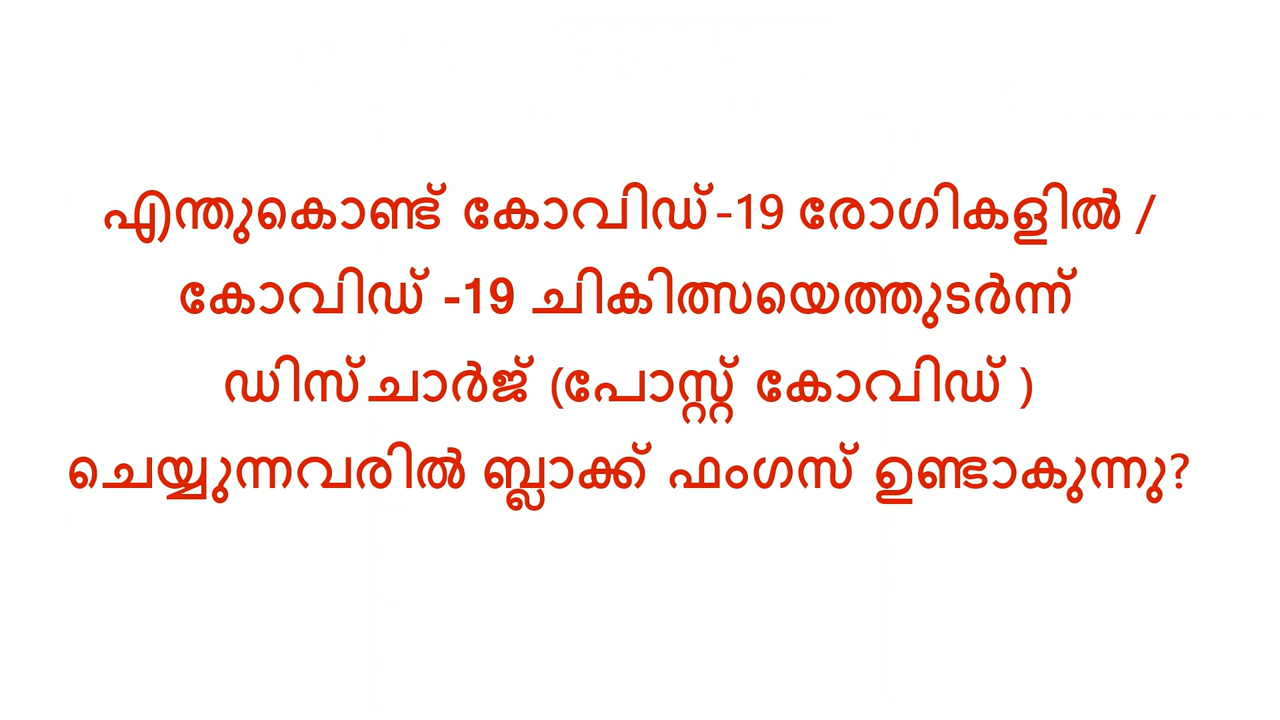 എന്തുകൊണ്ട് കോവിഡ്-19 രോഗികളിൽ /
കോവിഡ് -19 ചികിത്സയെത്തുടർന്ന്
ഡിസ്ചാർജ് (പോസ്റ്റ് കോവിഡ് )
ചെയ്യുന്നവരിൽ ബ്ലാക്ക് ഫംഗസ് ഉണ്ടാകുന്നു?